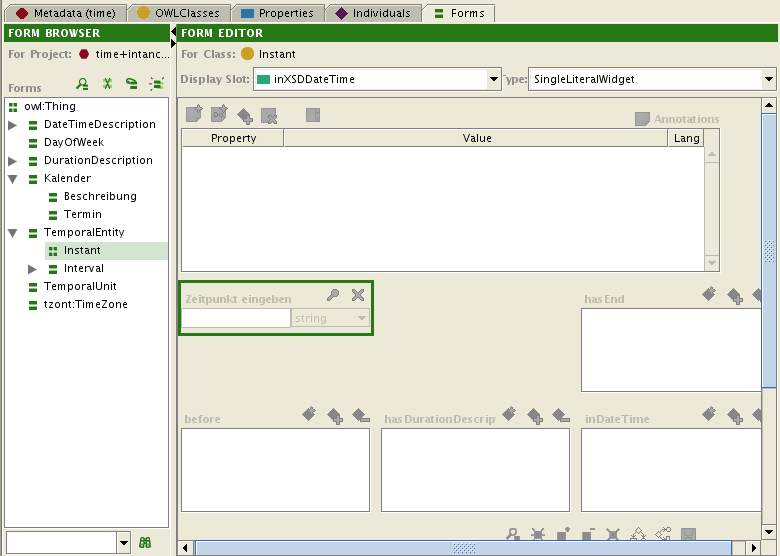 Metadata (time) OWLClasses Properties Individuals Forms
FORM BROWSER
For Project: time+intanc...
Forms
owl:Thing
DateTimeDescription
DayOfWeek
DurationDescription
Kalender
Beschreibung
Termin
TemporalEntity
Instant
Interval
TemporalUnit
tzont:TimeZone
FORM EDITOR
For Class: Instant
Display Slot: inXSDDateTime Type: SingleLiteralWidget
Annotations
Property Value Lang
Zeitpunkt eingeben
string
hasEnd
before
hasDurationDescrip
inDateTime